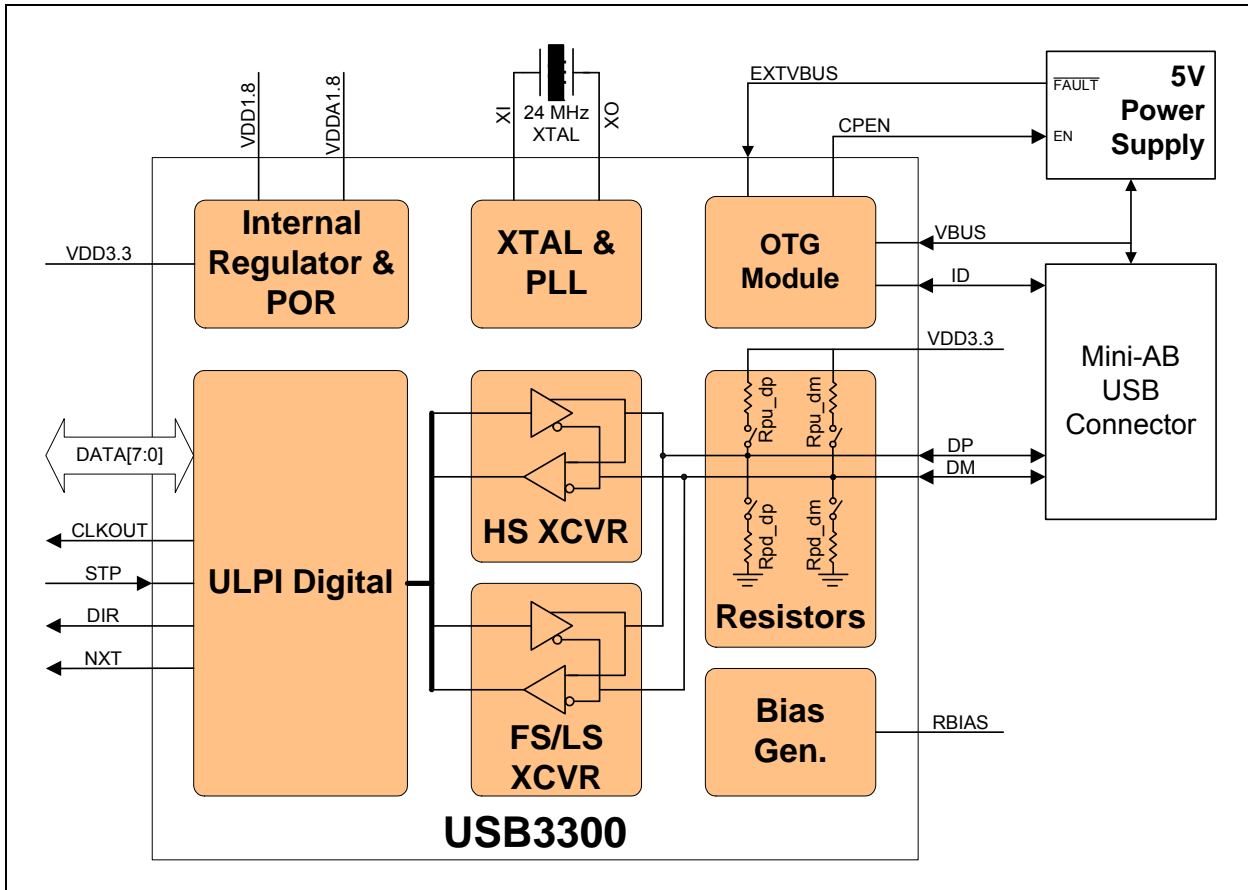 EXTVBUS
FAULT
5V
Power
Supply
CPEN
EN
VDD1.8
VDDA1.8
XI
24 MHz
XTAL
XO
Internal
Regulator &
POR
XTAL &
PLL
OTG
Module
VBUS
ID
VDD3.3
VDD3.3
Mini-AB
USB
Connector
Rpu_dp
Rpu_dm
DATA[7:0]
DP
DM
HS XCVR
Rpd_dp
Rpd_dm
CLKOUT
STP
ULPI Digital
DIR
NXT
Resistors
FS/LS
XCVR
Bias
Gen.
RBIAS
USB3300